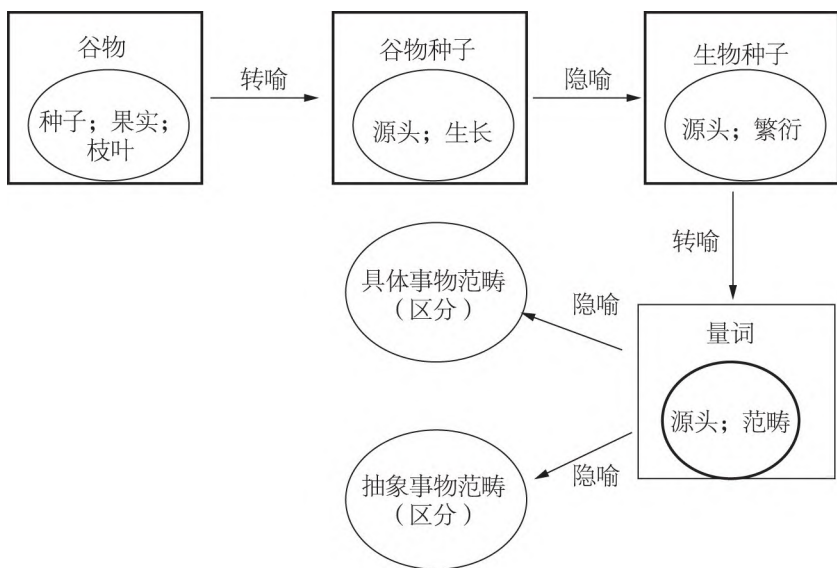 谷物
种子；果实；
枝叶
转喻
谷物种子
源头；生长
隐喻
生物种子
源头；繁衍
转喻
具体事物范畴
（区分）
隐喻
量词
源头；范畴
抽象事物范畴
（区分）
隐喻